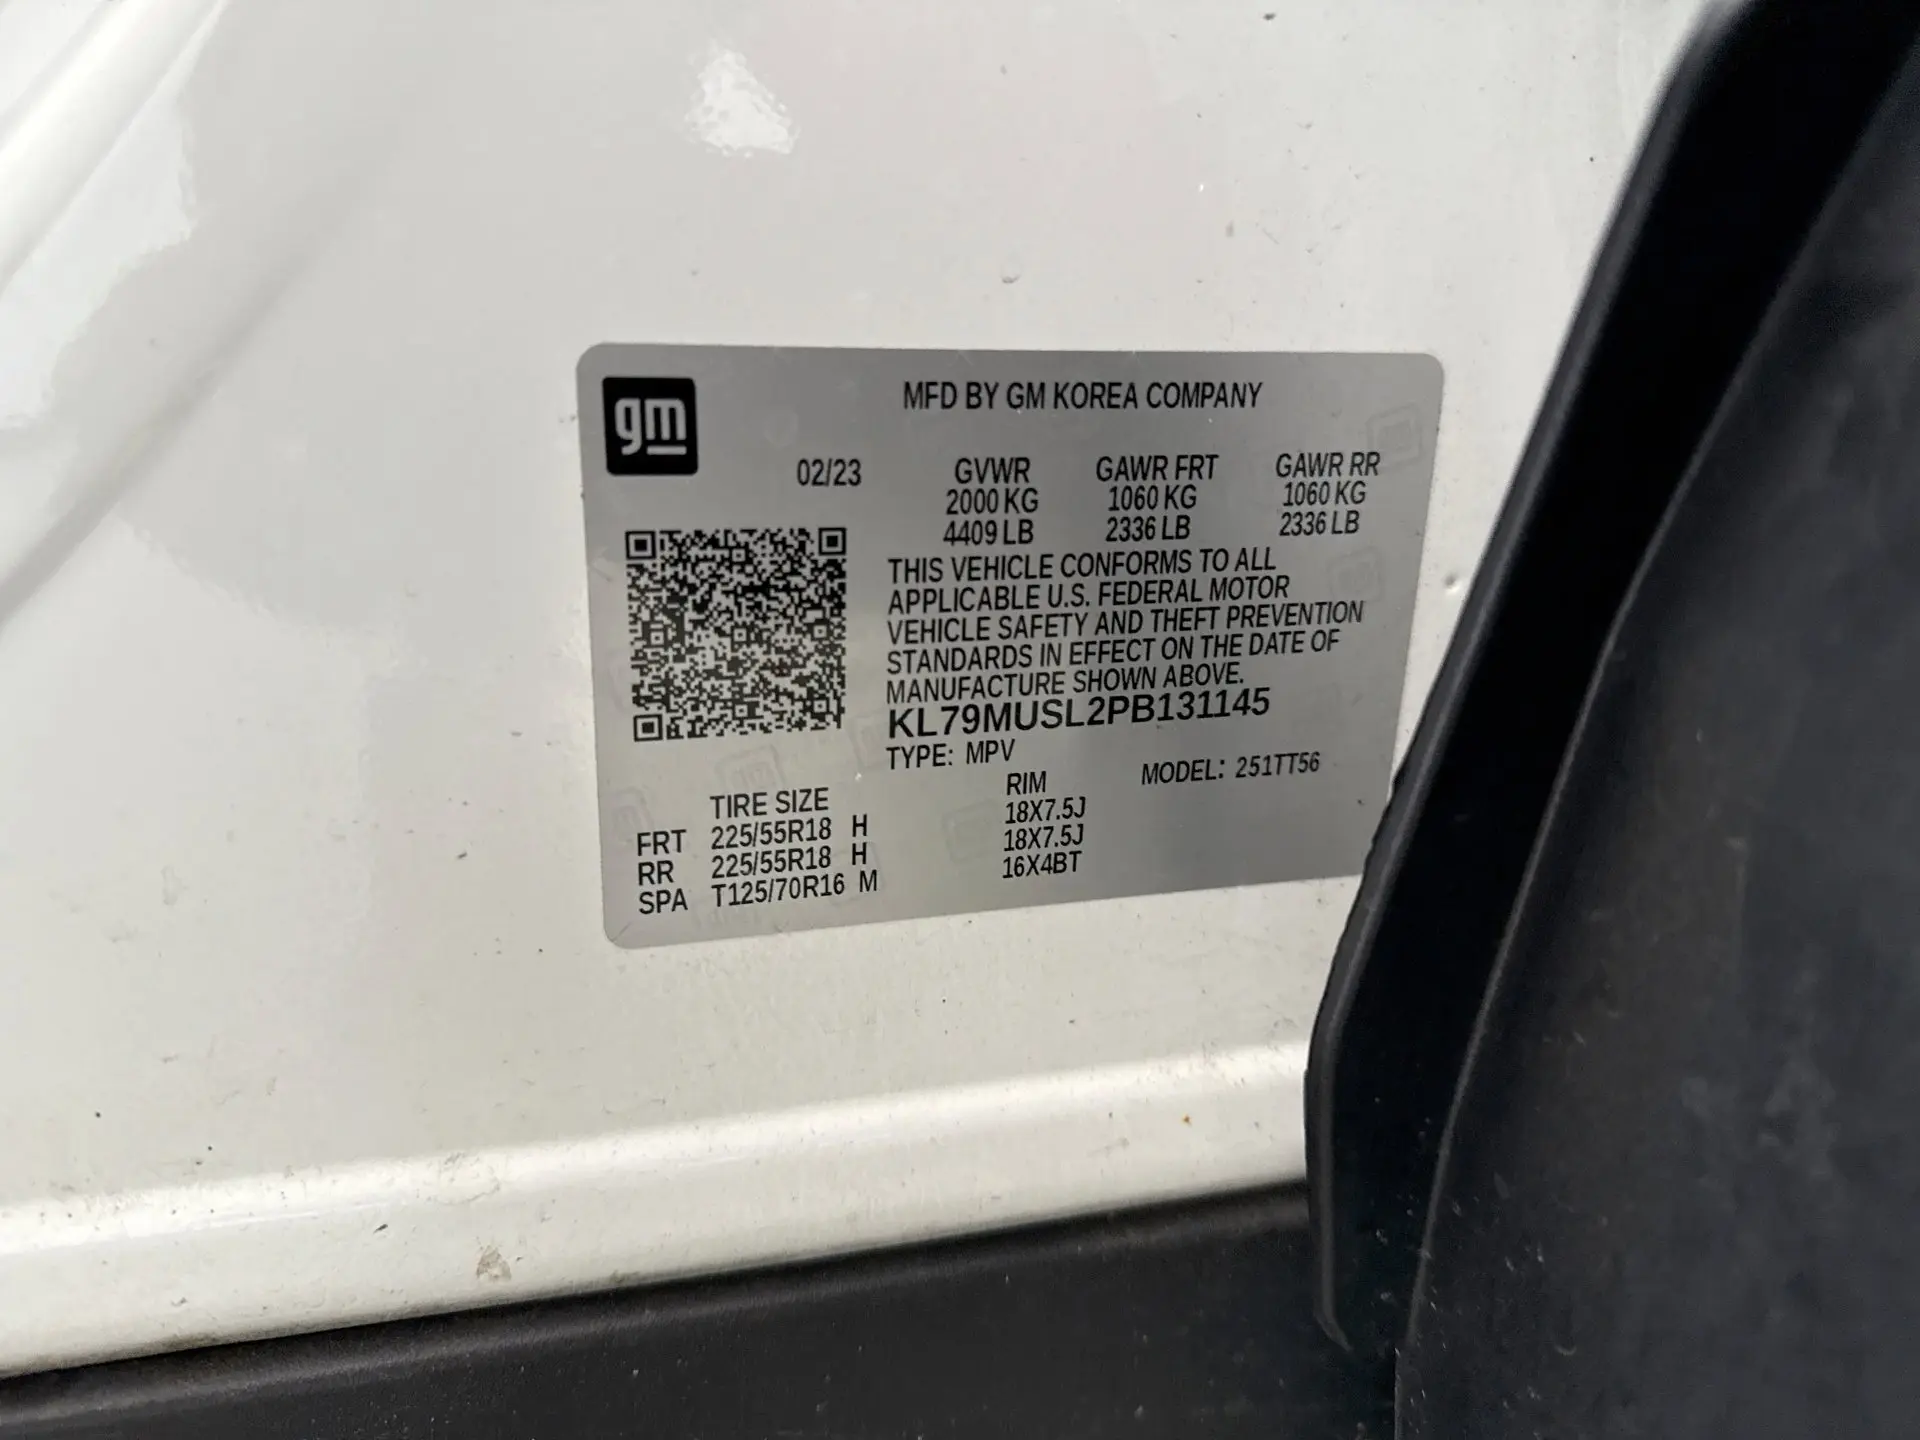 gm
MFD BY GM KOREA COMPANY
02/23 GVWR GAWR FRT GAWR RR
2000 KG 1060 KG 1060 KG
4409 LB 2336 LB 2336 LB
THIS VEHICLE CONFORMS TO ALL
APPLICABLE U.S. FEDERAL MOTOR
VEHICLE SAFETY AND THEFT PREVENTION
STANDARDS IN EFFECT ON THE DATE OF
MANUFACTURE SHOWN ABOVE.
KL79MUSL2PB131145
TYPE: MPV MODEL: 251TT56
TIRE SIZE RIM
FRT 225/55R18 H 18X7.5J
RR 225/55R18 H 18X7.5J
SPA T125/70R16 M 16X4BT